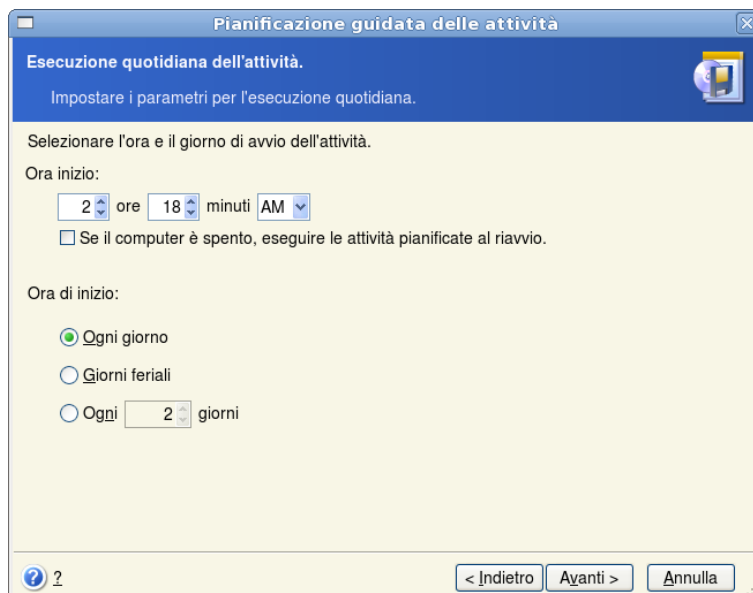 Pianificazione guidata delle attività
Esecuzione quotidiana dell'attività.
Impostare i parametri per l'esecuzione quotidiana.
Selezionare l'ora e il giorno di avvio dell'attività.
Ora inizio:
2 ore 18 minuti AM
Se il computer è spento, eseguire le attività pianificate al riavvio.
Ora di inizio:
Ogni giorno
Giorni feriali
Ogni 2 giorni
? ? < Indietro Avanti > Annulla